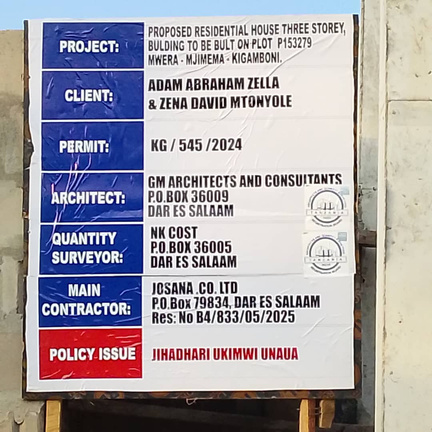 PROJECT:
PROPOSED RESIDENTIAL HOUSE THREE STOREY,
BULDING TO BE BULT ON PLOT P153279
MWERA - MJIMEMA - KIGAMBONI.
CLIENT:
ADAM ABRAHAM ZELLA
& ZENA DAVID MTONYOLE
PERMIT:
KG / 545 /2024
ARCHITECT:
GM ARCHITECTS AND CONSULTANTS
P.O.BOX 36009
DAR ES SALAAM
QUANTITY
SURVEYOR:
NK COST
P.O.BOX 36005
DAR ES SALAAM
MAIN
CONTRACTOR:
JOSANA .CO. LTD
P.O.Box 79834, DAR ES SALAAM
Res: No B4/833/05/2025
POLICY ISSUE
JIHADHARI UKIMWI UNAUA